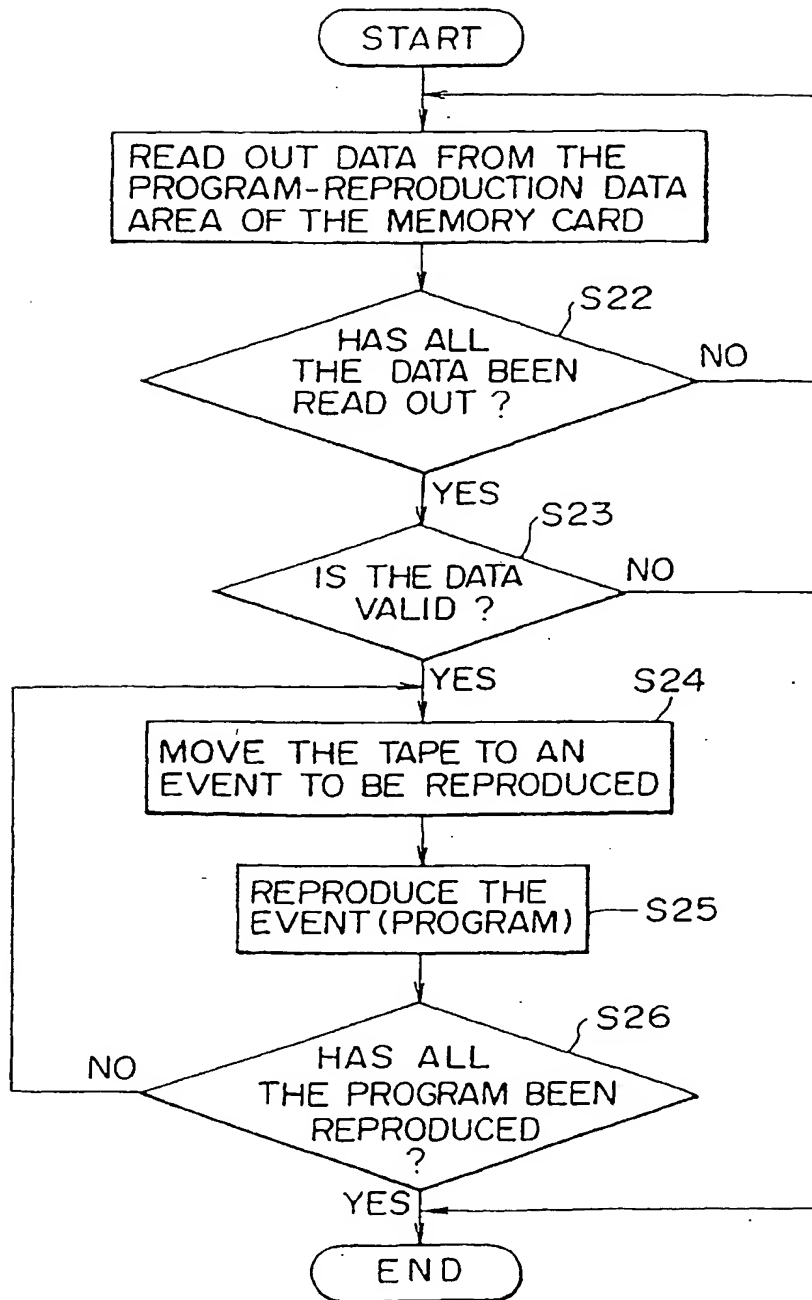 START
READ OUT DATA FROM THE
PROGRAM-REPRODUCTION DATA
AREA OF THE MEMORY CARD
S22
HAS ALL
THE DATA BEEN
READ OUT ?
NO
YES
S23
IS THE DATA
VALID ?
NO
YES
S24
MOVE THE TAPE TO AN
EVENT TO BE REPRODUCED
REPRODUCE THE
EVENT (PROGRAM)
S25
S26
NO
HAS ALL
THE PROGRAM BEEN
REPRODUCED
?
YES
END